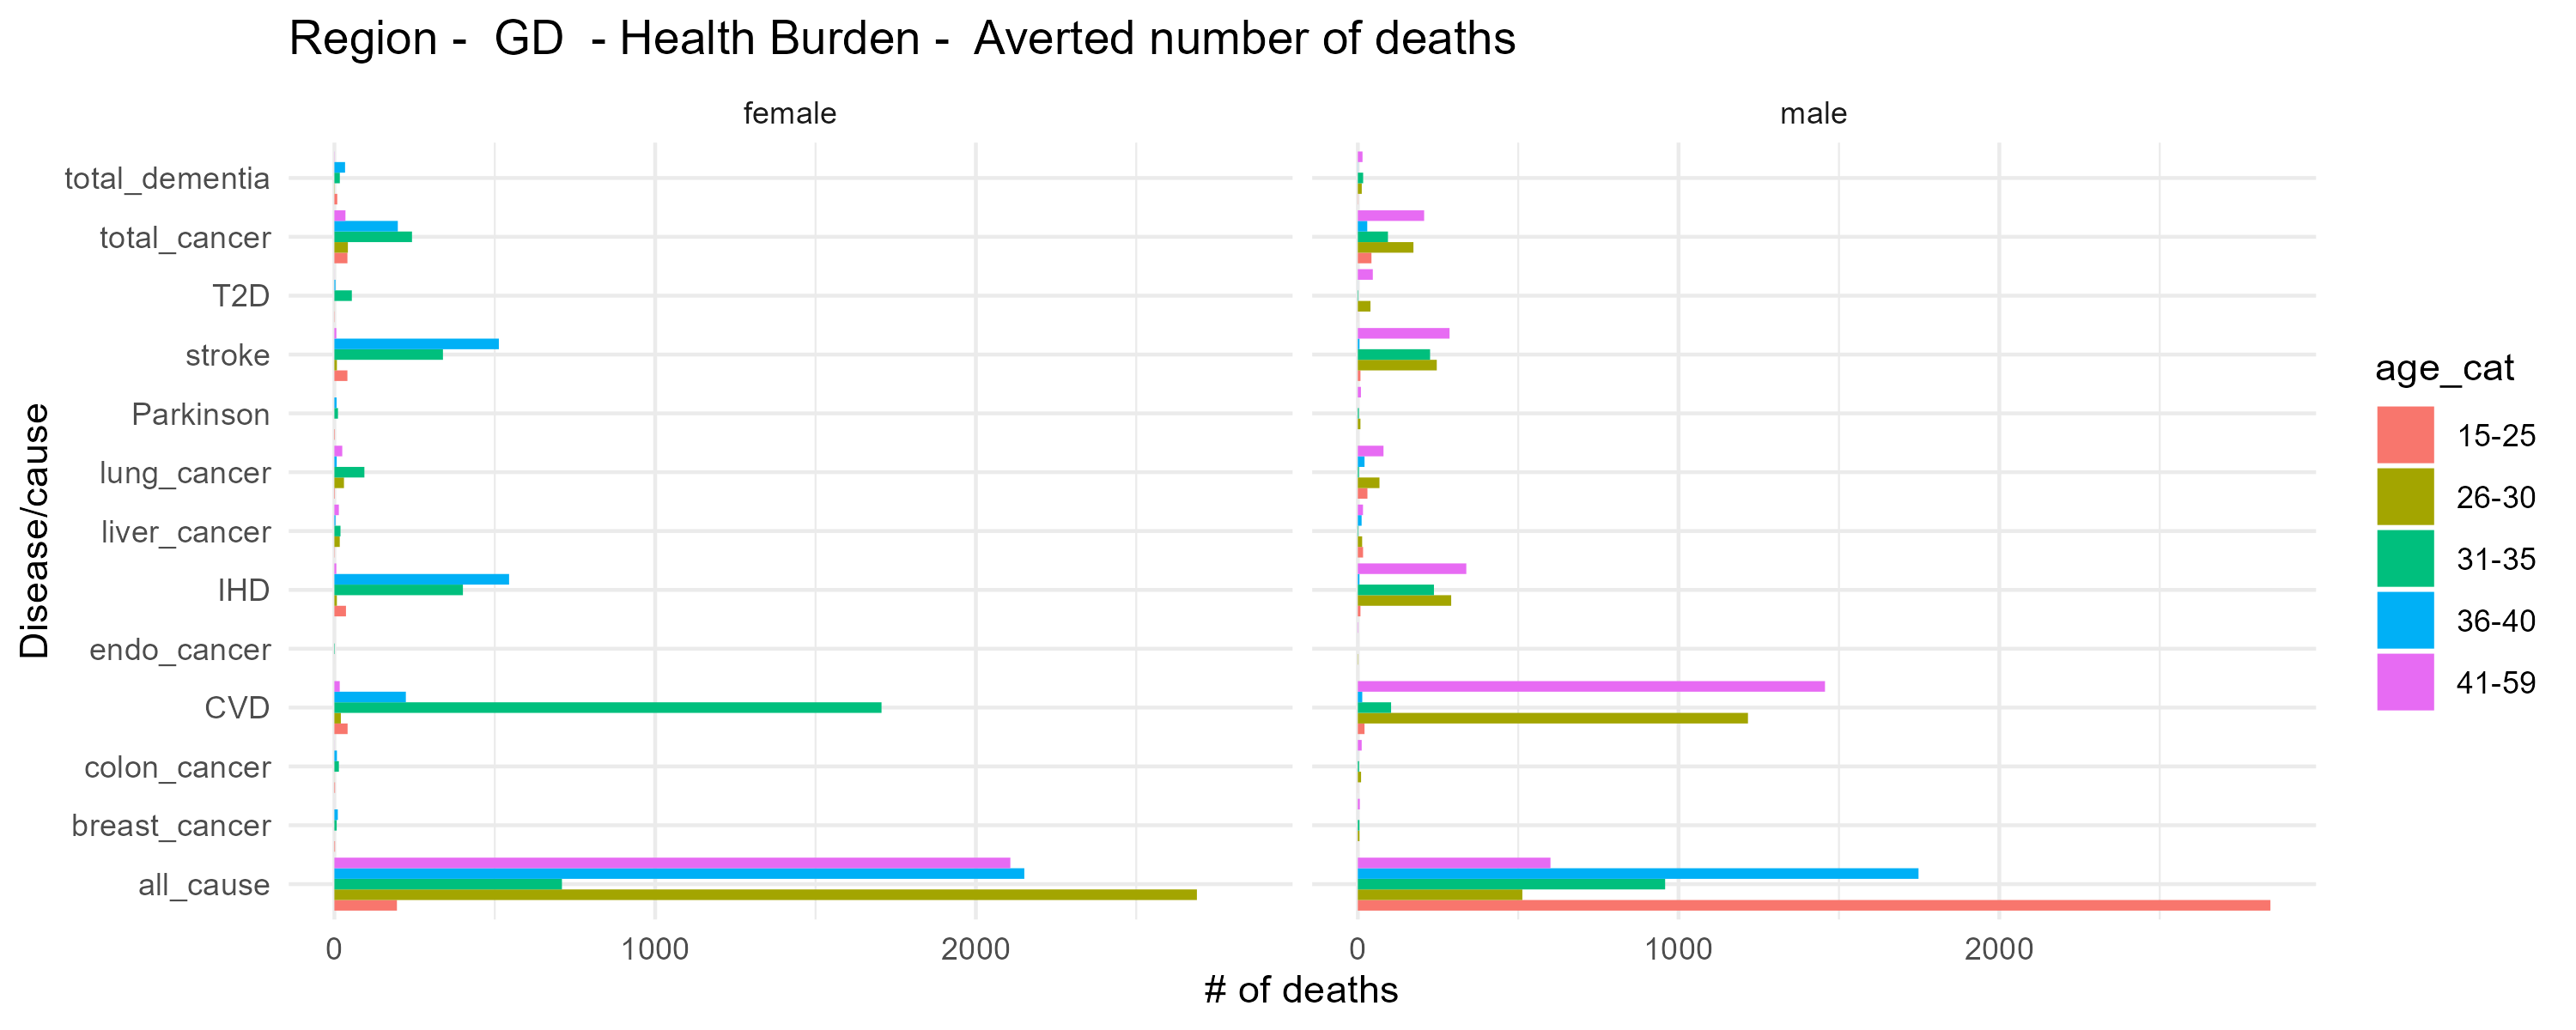 Region -  GD  - Health Burden -  Averted number of deaths
female
male
Disease/cause
total_dementia
total_cancer
T2D
stroke
Parkinson
lung_cancer
liver_cancer
IHD
endo_cancer
CVD
colon_cancer
breast_cancer
all_cause
0 1000 2000
0 1000 2000
# of deaths
age_cat
15-25
26-30
31-35
36-40
41-59